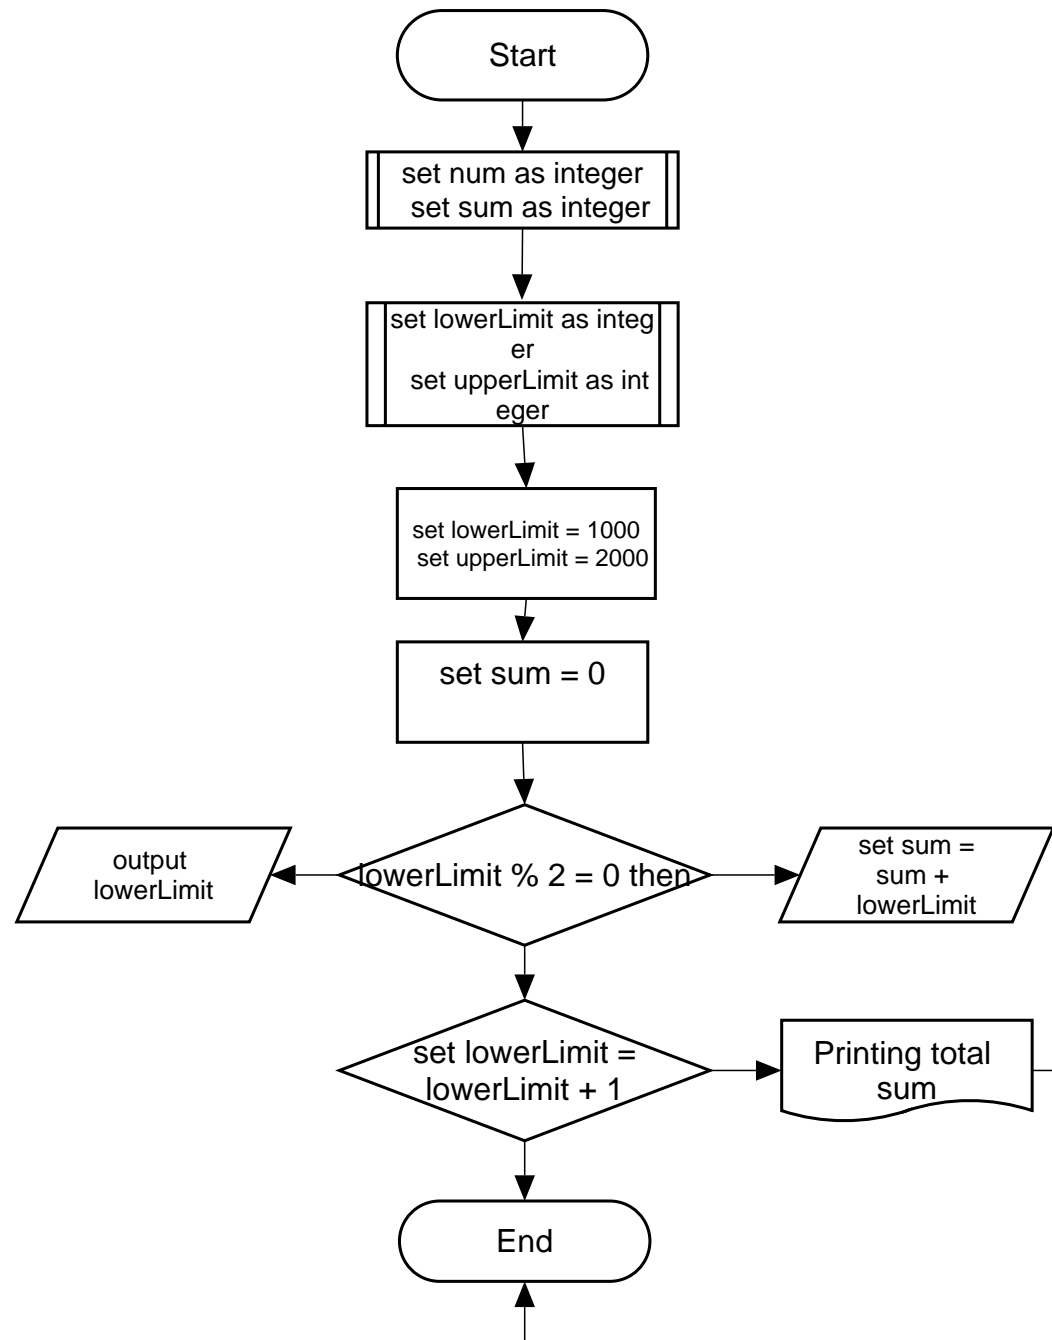 Start
set num as integer
set sum as integer
set lowerLimit as integ
er
set upperLimit as int
eger
set lowerLimit = 1000
set upperLimit = 2000
set sum = 0
output
lowerLimit
lowerLimit % 2 = 0 then
set sum =
sum +
lowerLimit
set lowerLimit =
lowerLimit + 1
Printing total
sum
End